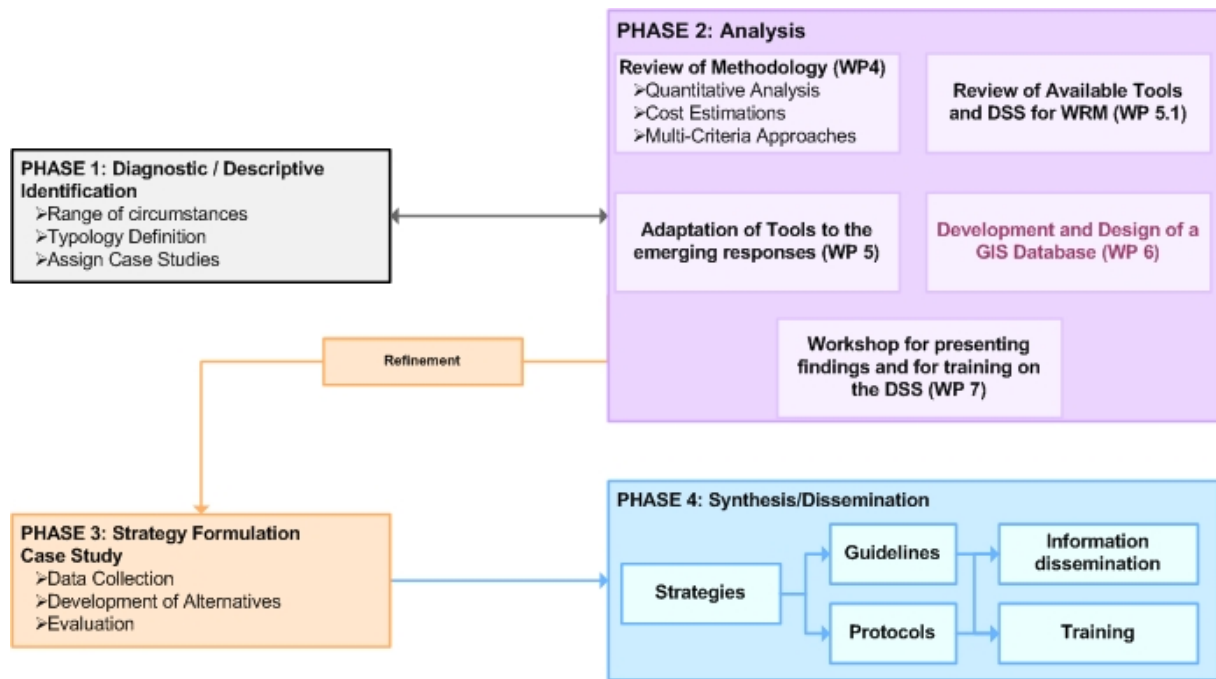 PHASE 1: Diagnostic / Descriptive
Identification
➢Range of circumstances
➢Typology Definition
➢Assign Case Studies
PHASE 2: Analysis
Review of Methodology (WP4)
➢Quantitative Analysis
➢Cost Estimations
➢Multi-Criteria Approaches
Review of Available Tools
and DSS for WRM (WP 5.1)
Adaptation of Tools to the
emerging responses (WP 5)
Development and Design of a
GIS Database (WP 6)
Workshop for presenting
findings and for training on
the DSS (WP 7)
Refinement
PHASE 3: Strategy Formulation
Case Study
➢Data Collection
➢Development of Alternatives
➢Evaluation
PHASE 4: Synthesis/Dissemination
Strategies
Guidelines
Protocols
Information
dissemination
Training